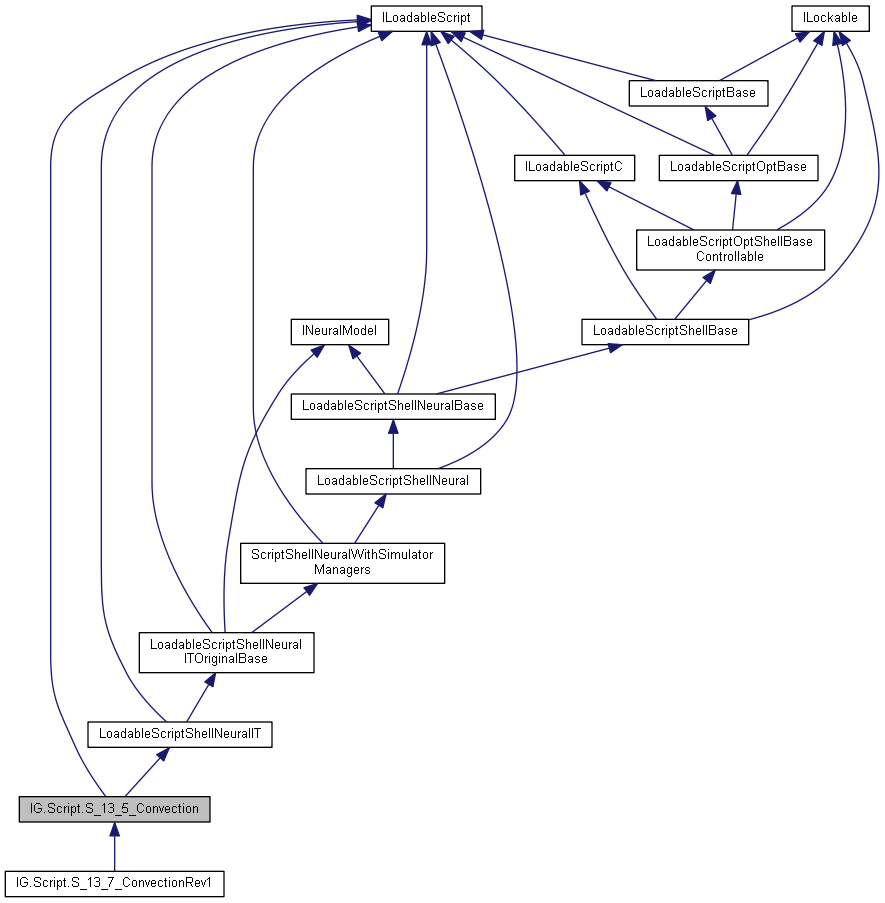 ILoadableScript
ILockable
LoadableScriptBase
ILoadableScriptC
LoadableScriptOptBase
LoadableScriptOptShellBase
Controllable
INeuralModel
LoadableScriptShellBase
LoadableScriptShellNeuralBase
LoadableScriptShellNeural
ScriptShellNeuralWithSimulator
Managers
LoadableScriptShellNeural
ITOriginalBase
LoadableScriptShellNeuralIT
IG.Script.S_13_5_Convection
IG.Script.S_13_7_ConvectionRev1